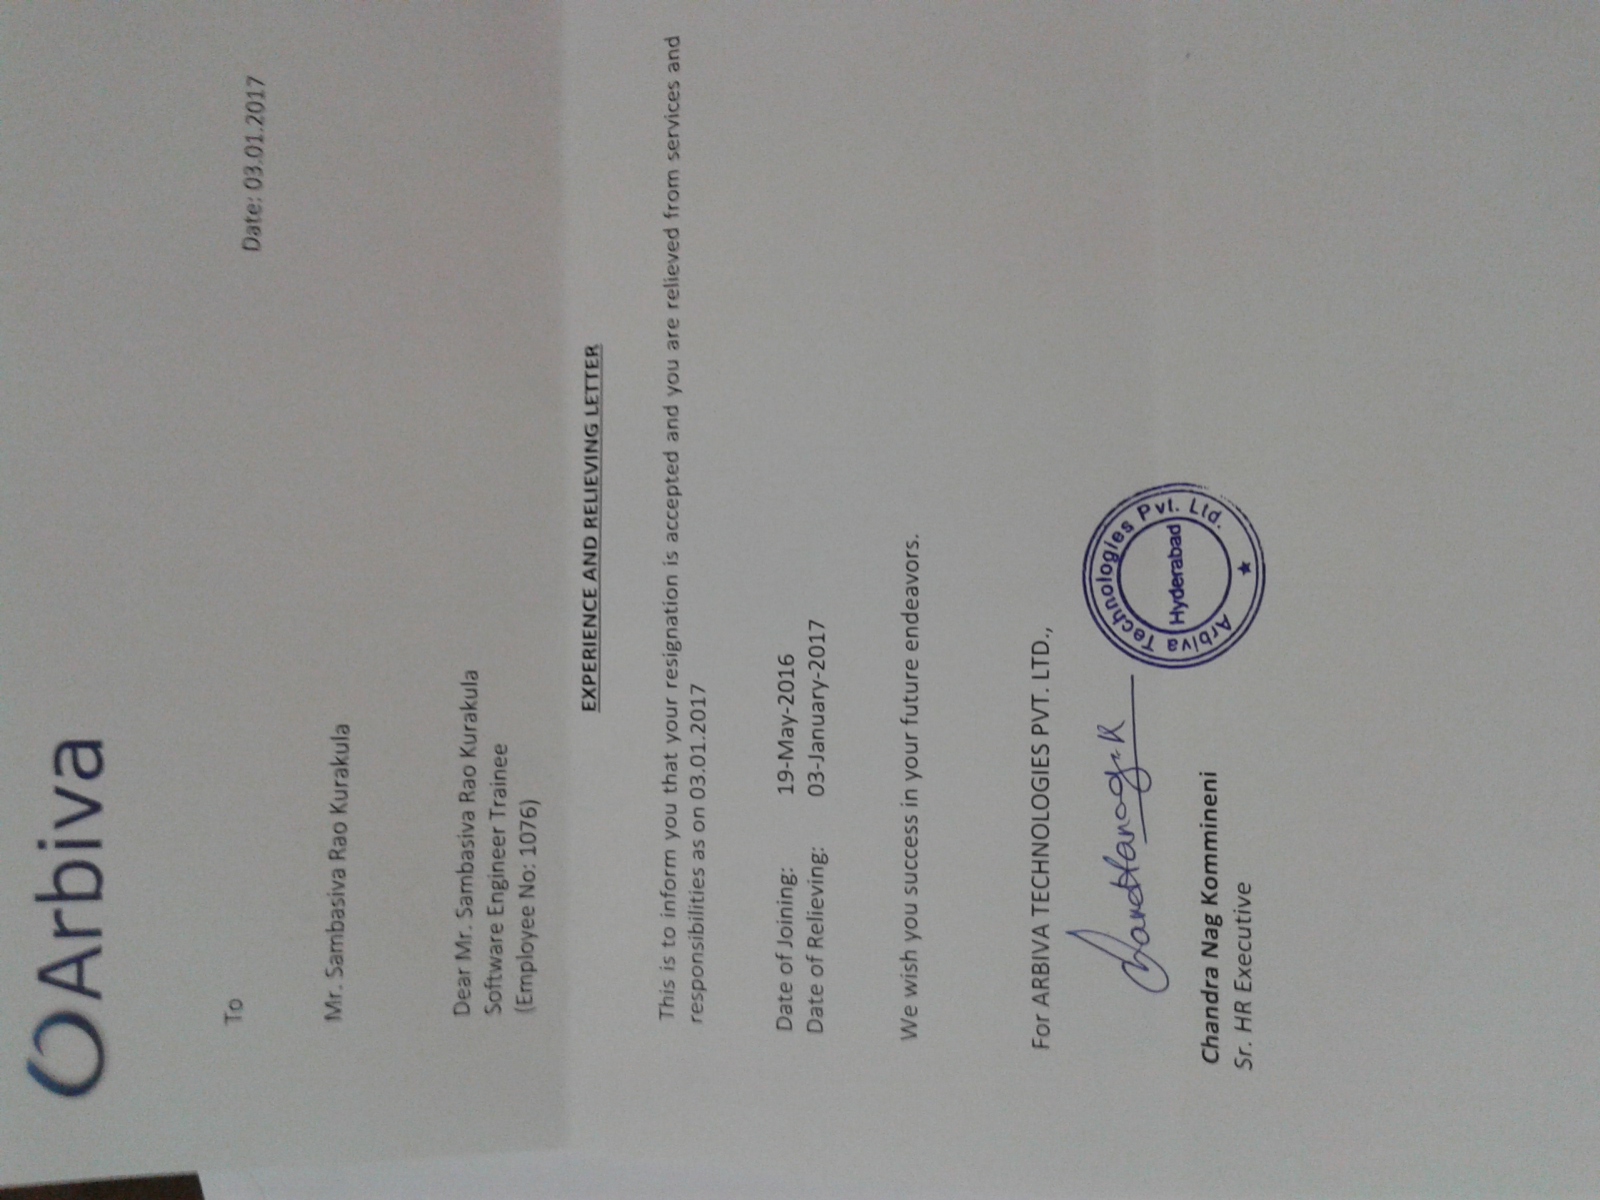 Arbiva
To
Date: 03.01.2017
Mr. Sambasiva Rao Kurakula
Dear Mr. Sambasiva Rao Kurakula
Software Engineer Trainee
(Employee No: 1076)
EXPERIENCE AND RELIEVING LETTER
This is to inform you that your resignation is accepted and you are relieved from services and
responsibilities as on 03.01.2017
Date of Joining: 19-May-2016
Date of Relieving: 03-January-2017
We wish you success in your future endeavors.
For ARBIVA TECHNOLOGIES PVT. LTD.,
Arbiva Technologies Pvt. Ltd.
Hyderabad
Chandra Nag Kommineni
Sr. HR Executive